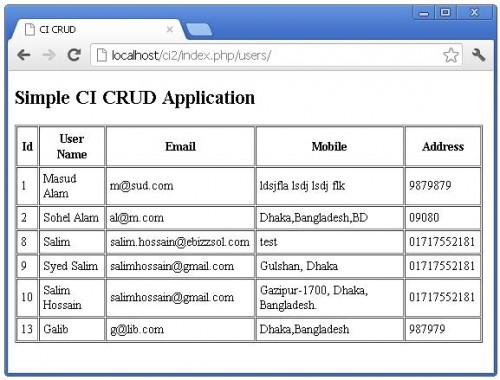 CI CRUD
localhost/ci2/index.php/users/
Simple CI CRUD Application
Id User Name Email Mobile Address
1 Masud Alam m@sud.com ldsjfla lsdj lsdj flk 9879879
2 Sohel Alam al@m.com Dhaka,Bangladesh,BD 09080
8 Salim salim.hossain@ebizzsol.com test 01717552181
9 Syed Salim salimhossain@gmail.com Gulshan, Dhaka 01717552181
10 Salim Hossain salimhossain@gmail.com Gazipur-1700, Dhaka, Bangladesh. 01717552181
13 Galib g@lib.com Dhaka,Bangladesh 987979